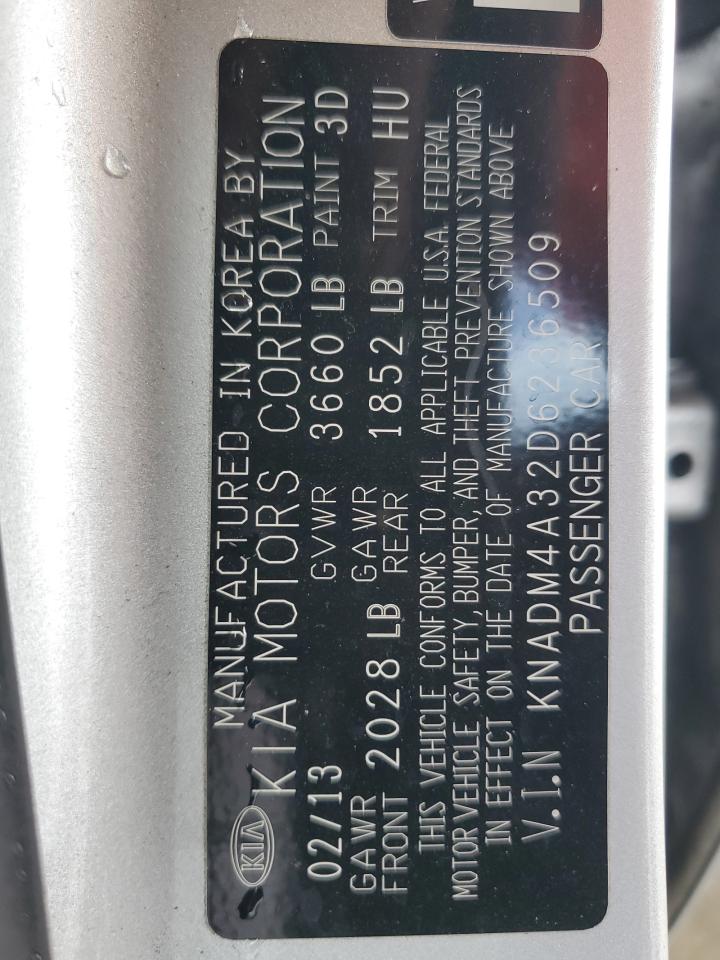 MANUFACTURED IN KOREA BY
KIA KIA MOTORS CORPORATION
02/13 GVWR 3660 LB PAINT 3D
GAWR FRONT 2028 LB GAWR REAR 1852 LB TRIM HU
THIS VEHICLE CONFORMS TO ALL APPLICABLE U.S.A. FEDERAL
MOTOR VEHICLE SAFETY, BUMPER, AND THEFT PREVENTION STANDARDS
IN EFFECT ON THE DATE OF MANUFACTURE SHOWN ABOVE
V.I.N KNADM4A32D6236509
PASSENGER CAR